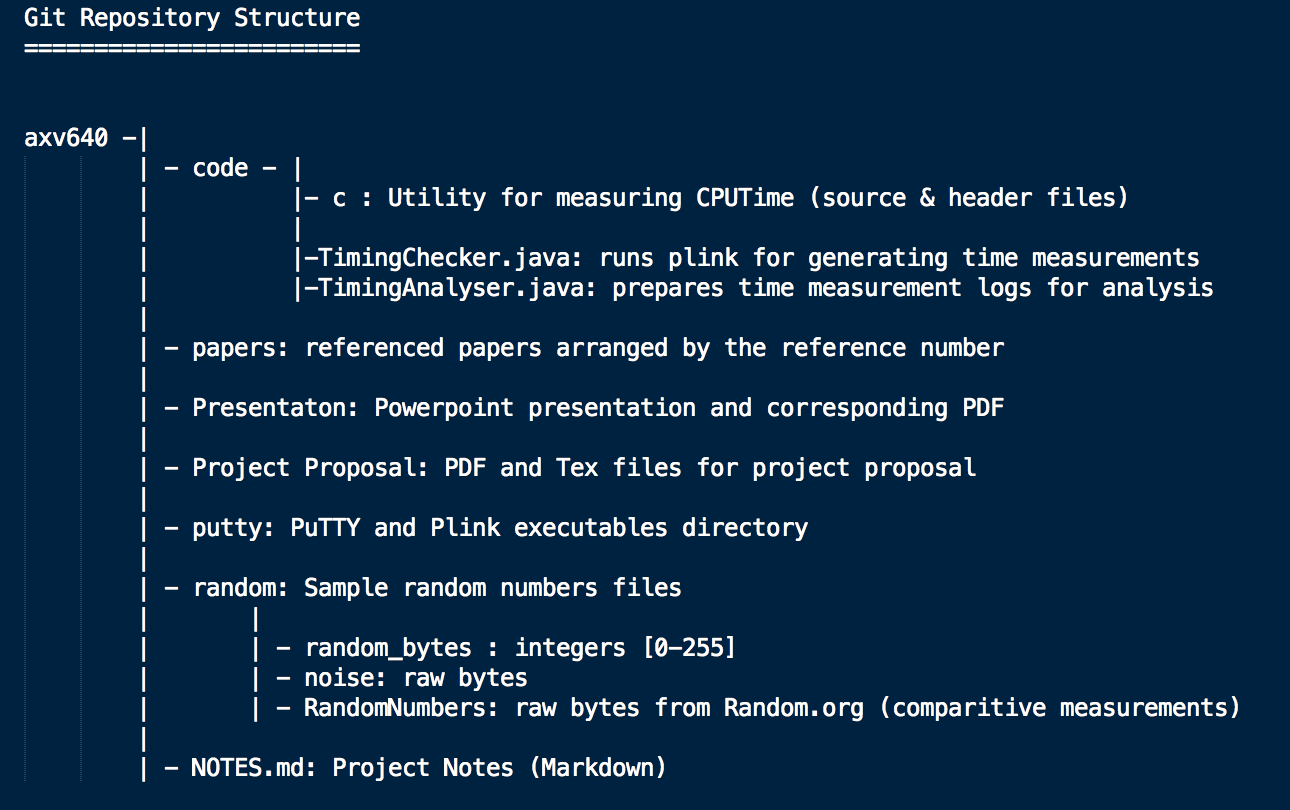 Git Repository Structure
========================
axv640 -|
| - code - |
| |- c : Utility for measuring CPUTime (source & header files)
| |
| |-TimingChecker.java: runs plink for generating time measurements
| |-TimingAnalyser.java: prepares time measurement logs for analysis
|
| - papers: referenced papers arranged by the reference number
|
| - Presentaton: Powerpoint presentation and corresponding PDF
|
| - Project Proposal: PDF and Tex files for project proposal
|
| - putty: PuTTY and Plink executables directory
|
| - random: Sample random numbers files
| |
| | - random_bytes : integers [0-255]
| | - noise: raw bytes
| | - RandomNumbers: raw bytes from Random.org (comparitive measurements)
|
| - NOTES.md: Project Notes (Markdown)